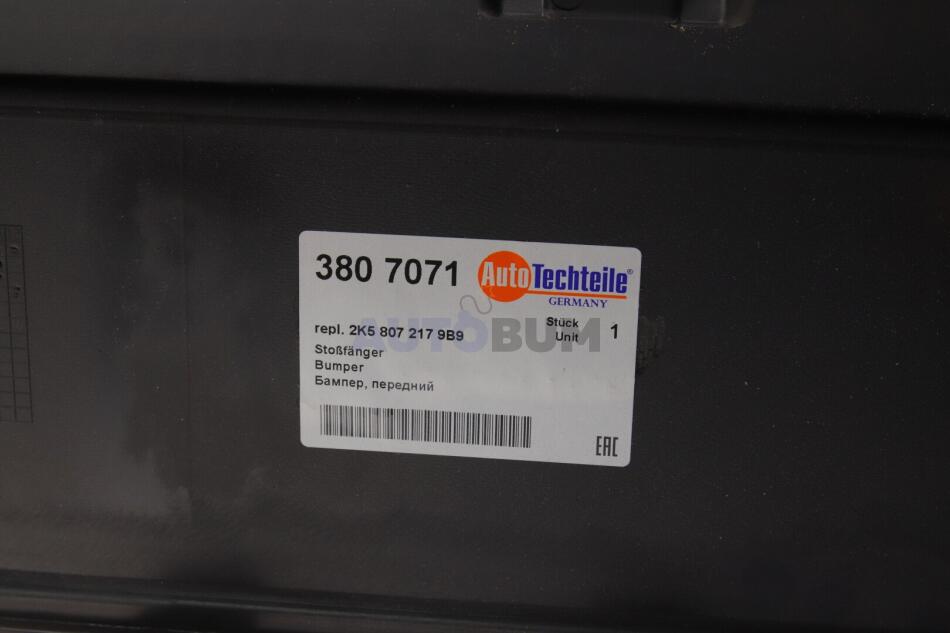 380 7071
AutoTechteile®
GERMANY
repl. 2K5 807 217 9B9
Stück
Unit
1
AUTOBUM
Stoßfänger
Bumper
Бампер, передний
EAC